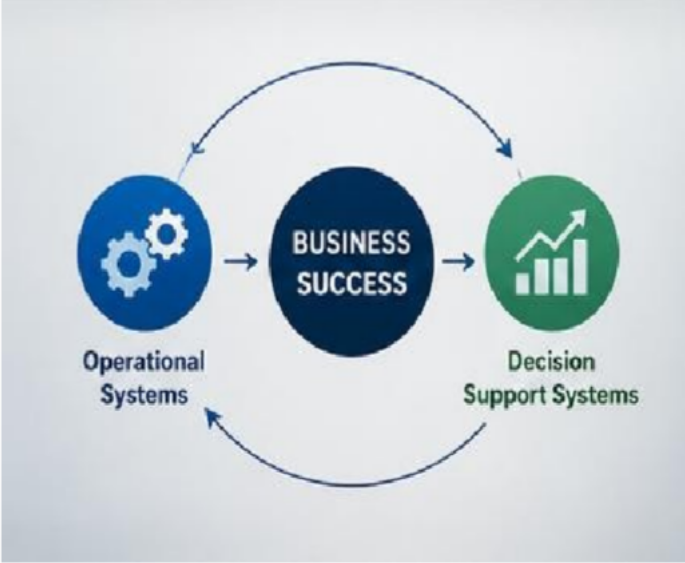 BUSINESS
SUCCESS
Operational
Systems
Decision
Support Systems